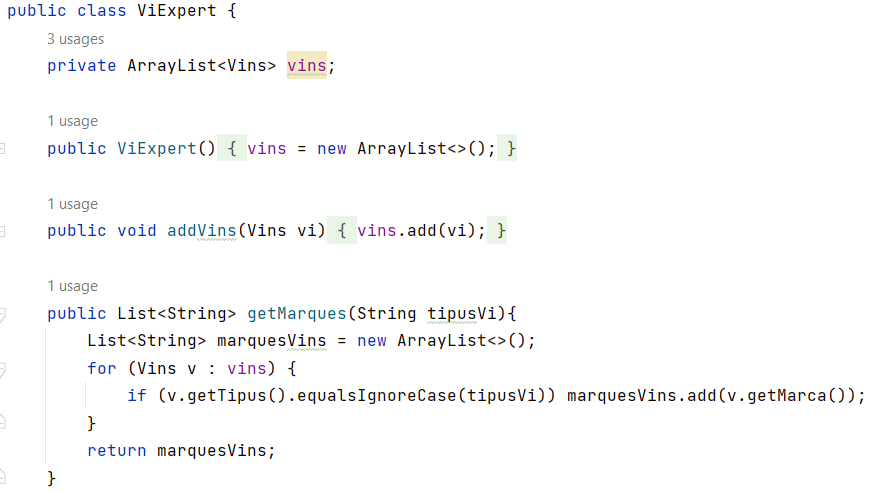 public class ViExpert {
3 usages
private ArrayList<Vins> vins;
1 usage
public ViExpert() { vins = new ArrayList<>(); }
1 usage
public void addVins(Vins vi) { vins.add(vi); }
1 usage
public List<String> getMarques(String tipusVi){
List<String> marquesVins = new ArrayList<>();
for (Vins v : vins) {
if (v.getTipus().equalsIgnoreCase(tipusVi)) marquesVins.add(v.getMarca());
}
return marquesVins;
}